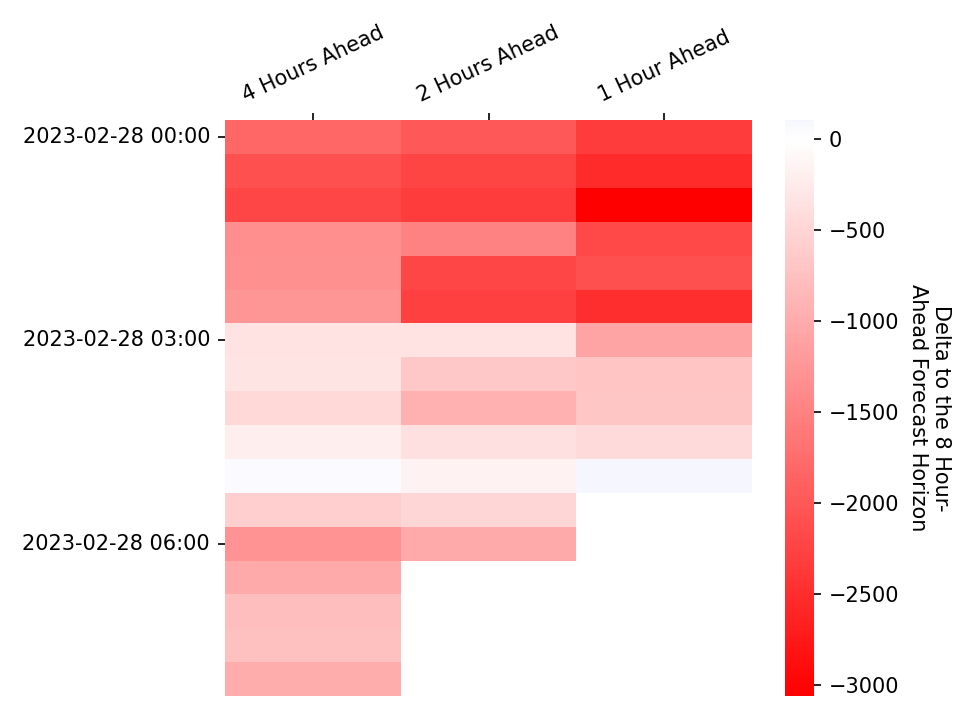 4 Hours Ahead
2 Hours Ahead
1 Hour Ahead
2023-02-28 00:00
2023-02-28 03:00
2023-02-28 06:00
0
−500
−1000
−1500
−2000
−2500
−3000
Delta to the 8 Hour-
Ahead Forecast Horizon